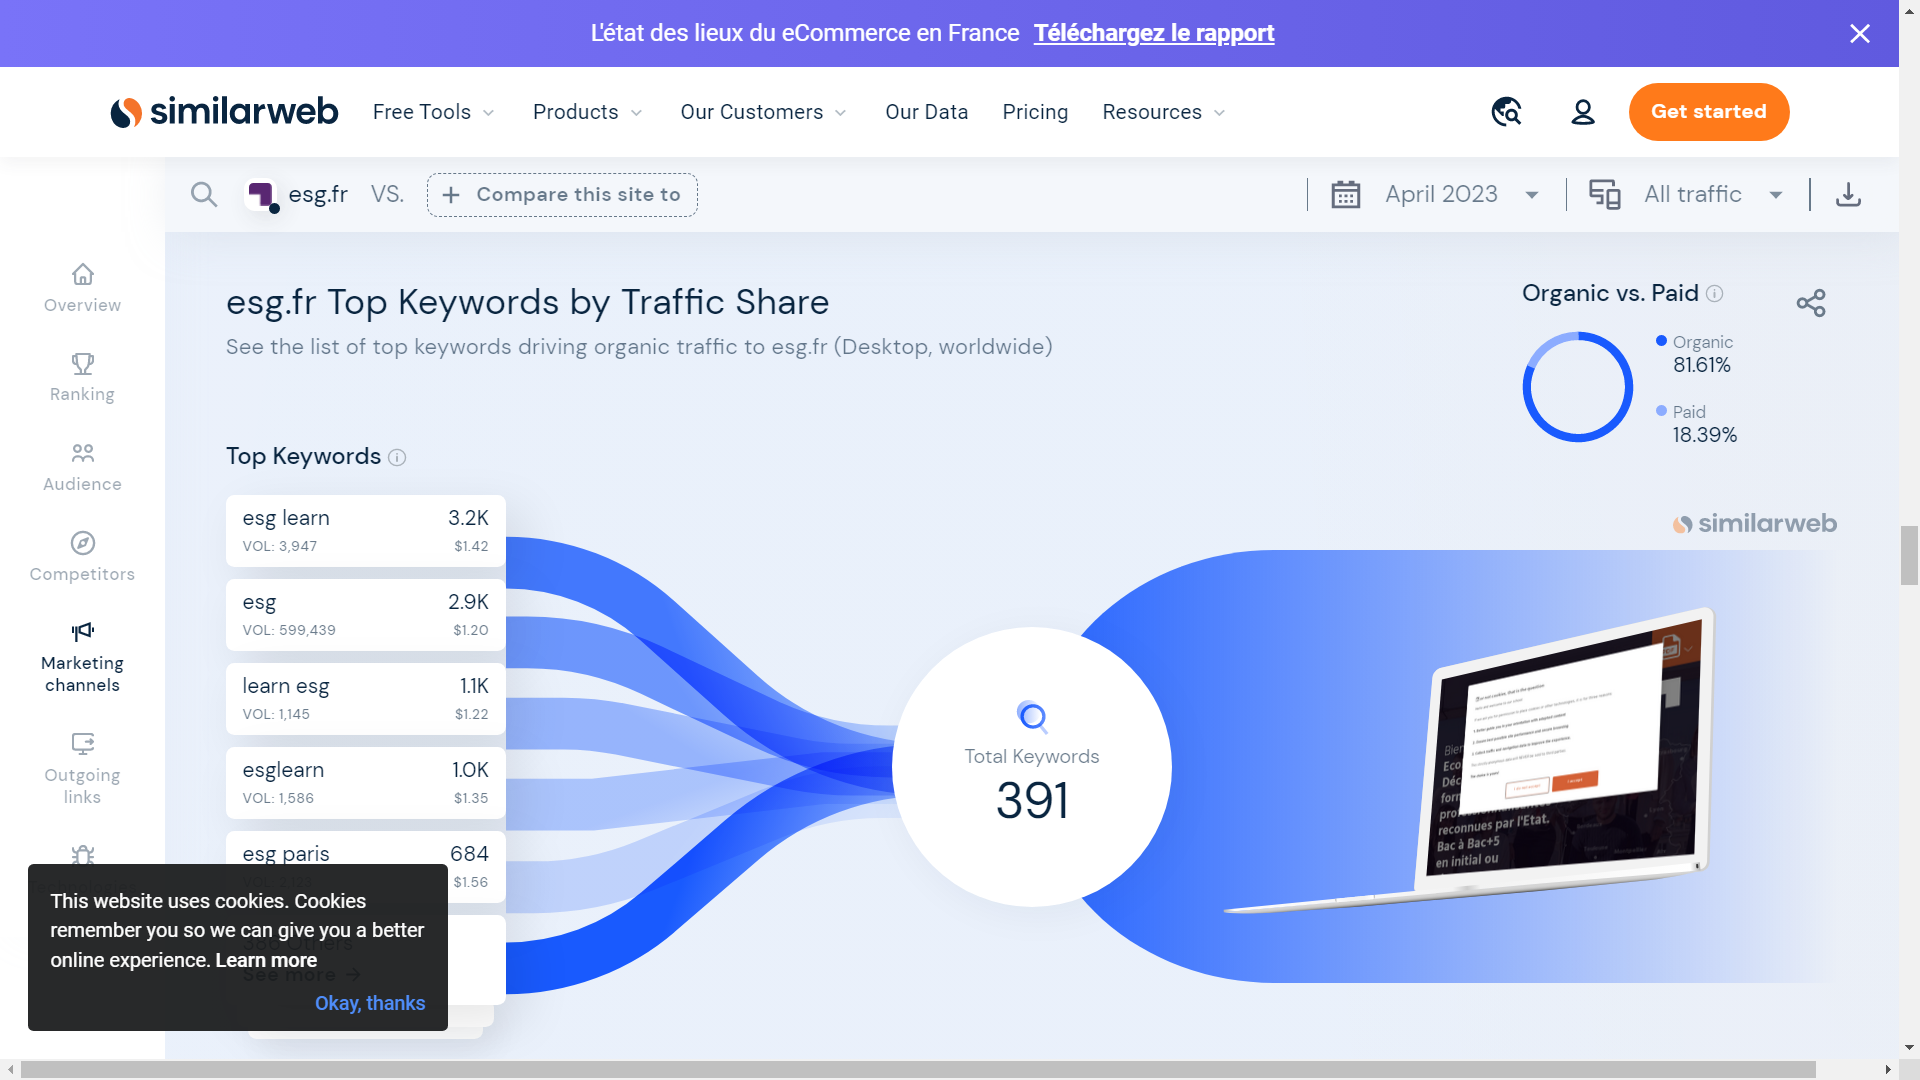 L'état des lieux du eCommerce en France Téléchargez le rapport
similarweb
Free Tools
Products
Our Customers
Our Data
Pricing
Resources
Get started
esg.fr
VS.
+ Compare this site to
April 2023
All traffic
Overview
Ranking
Audience
Competitors
Marketing
channels
Outgoing
links
esg.fr Top Keywords by Traffic Share
See the list of top keywords driving organic traffic to esg.fr (Desktop, worldwide)
Organic vs. Paid
Organic
81.61%
Paid
18.39%
Top Keywords
similarweb
esg learn 3.2K
VOL: 3,947 $1.42
esg 2.9K
VOL: 599,439 $1.20
learn esg 1.1K
VOL: 1,145 $1.22
esglearn 1.0K
VOL: 1,586 $1.35
esg paris 684
$1.56
386 Others
See more →
Total Keywords
391
reconnues par l'Etat.
Bac à Bac+5
en initial ou
This website uses cookies. Cookies
remember you so we can give you a better
online experience. Learn more
Okay, thanks